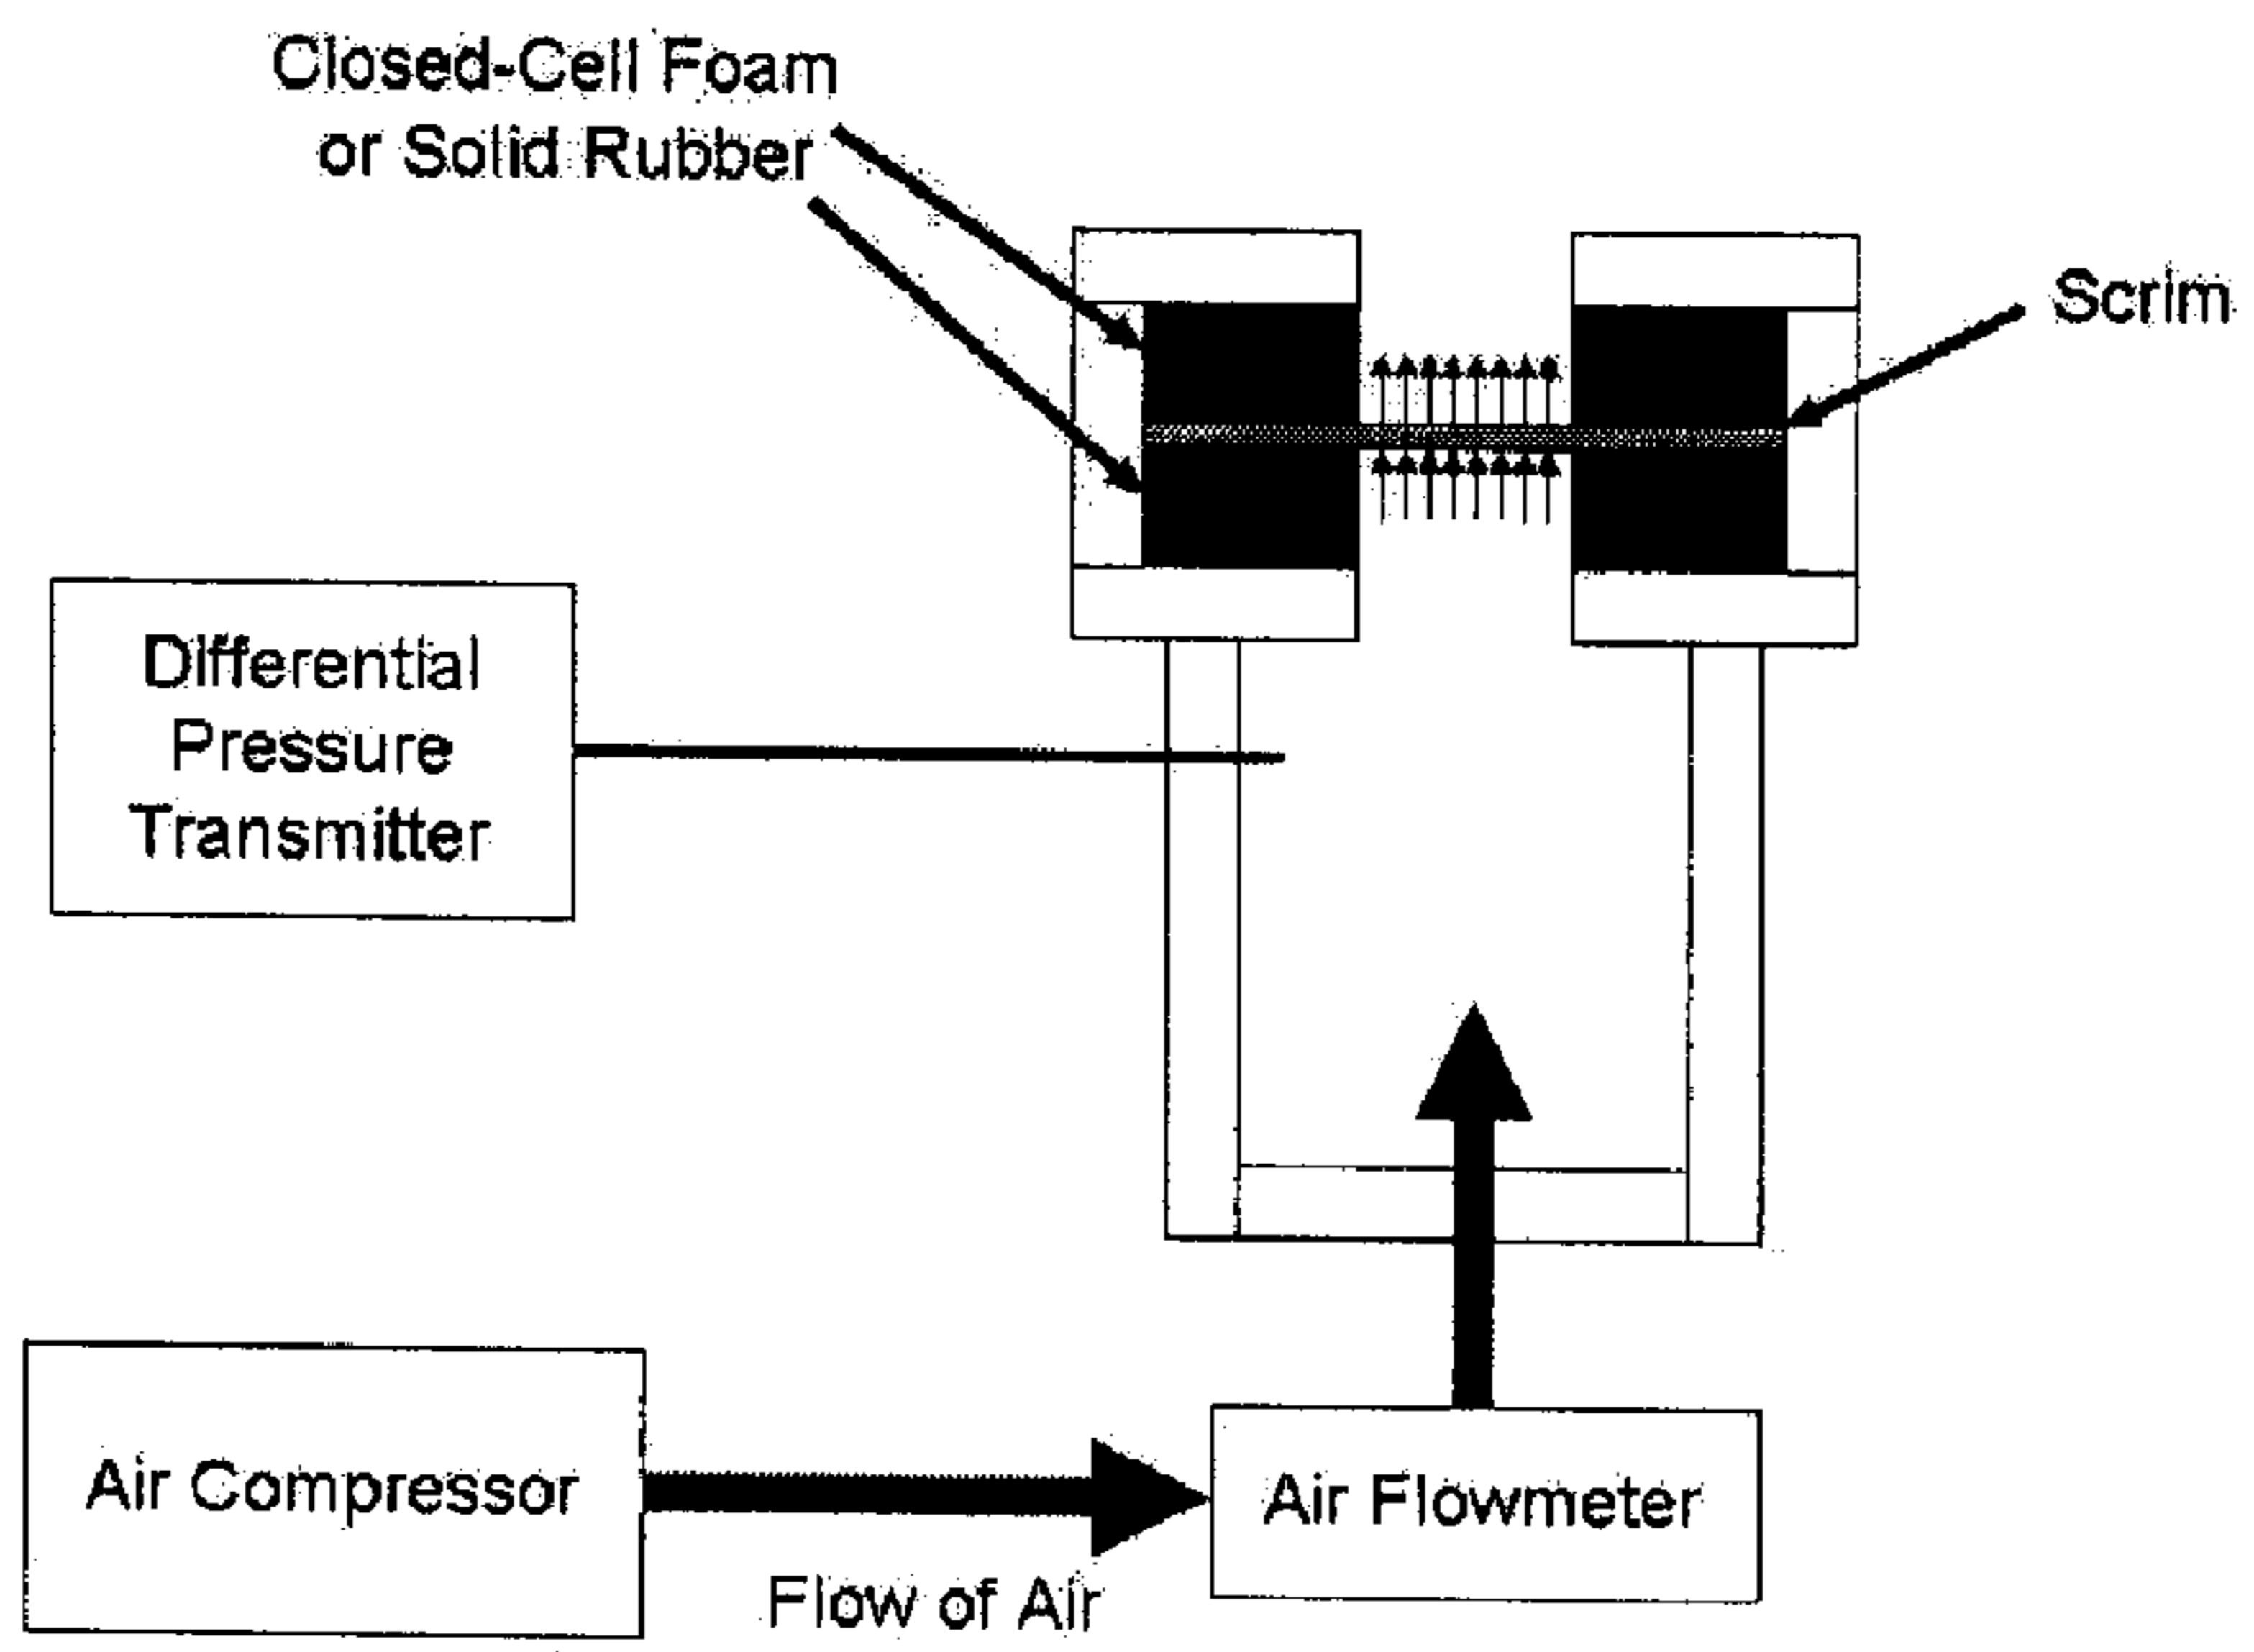 Closed-Cell Foam
or Solid Rubber
Scrim
Differential
Pressure
Transmitter
Air Compressor
Flow of Air
Air Flowmeter